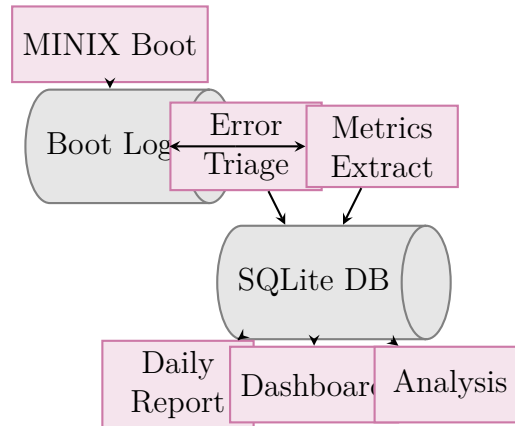 MINIX Boot
Boot Log
Error
Triage
Metrics
Extract
SQLite DB
Daily
Report
Dashboard
Analysis